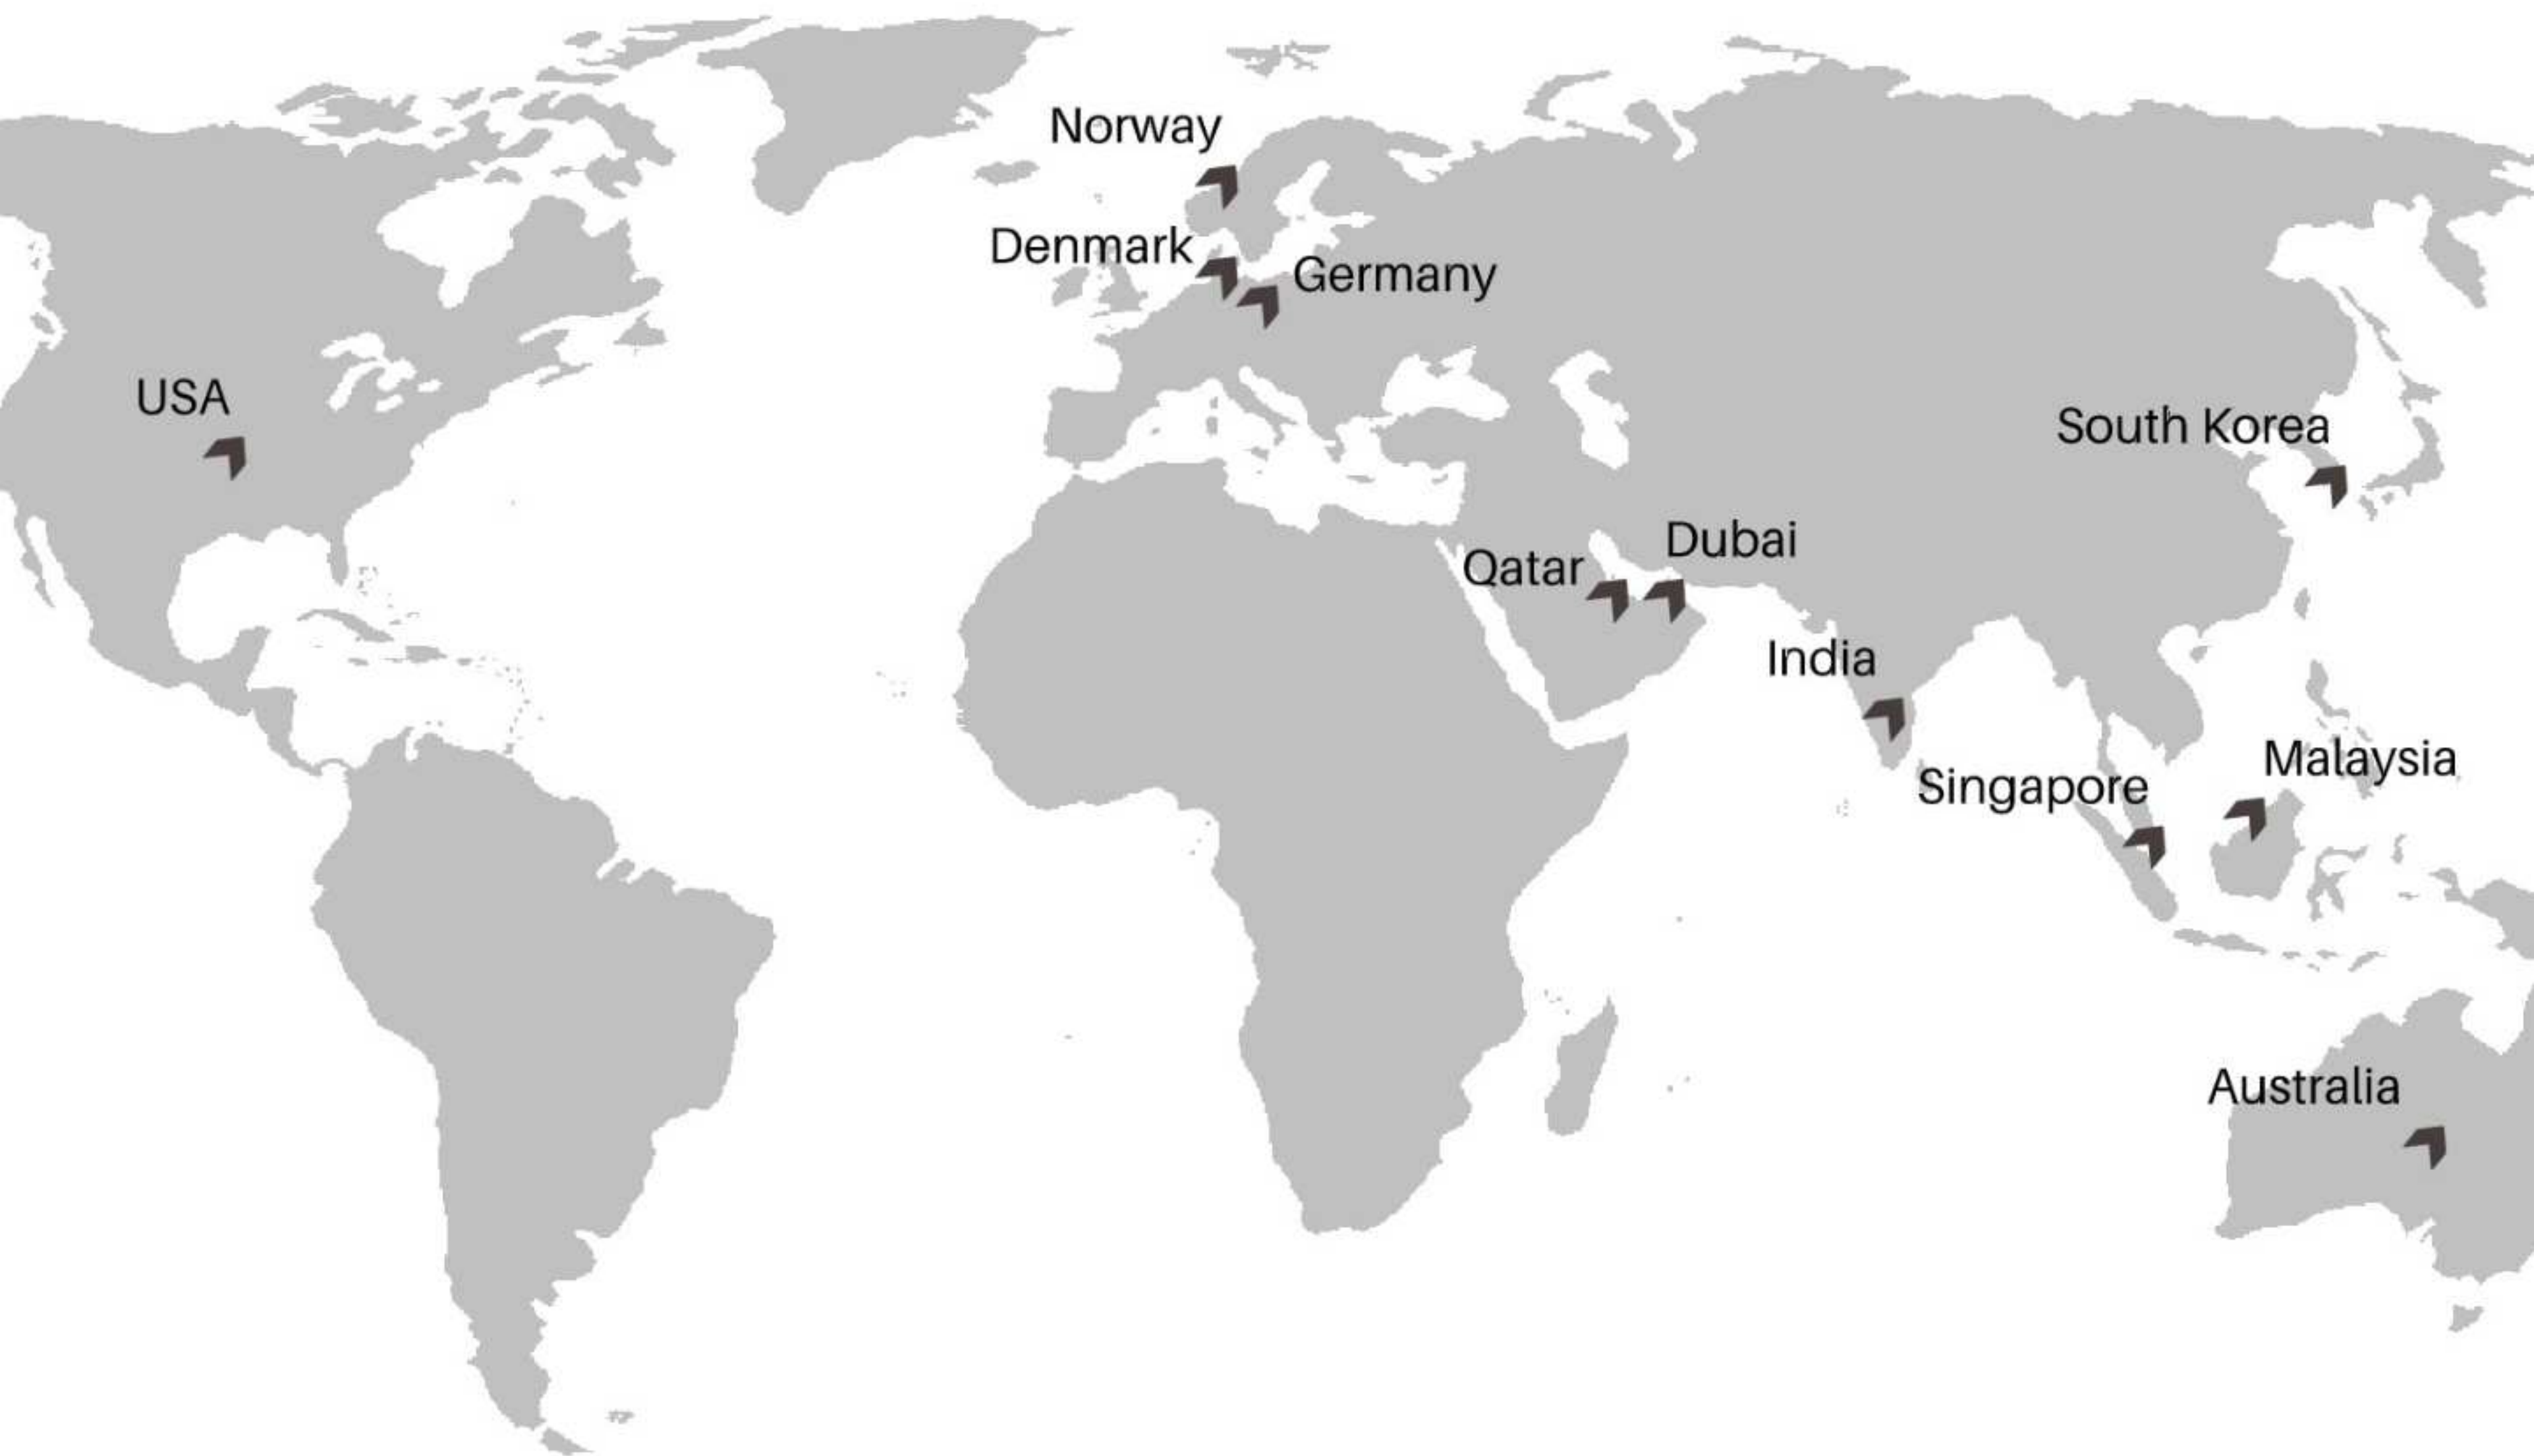 Norway
Denmark
Germany
USA
South Korea
Dubai
Qatar
India
Malaysia
Singapore
Australia